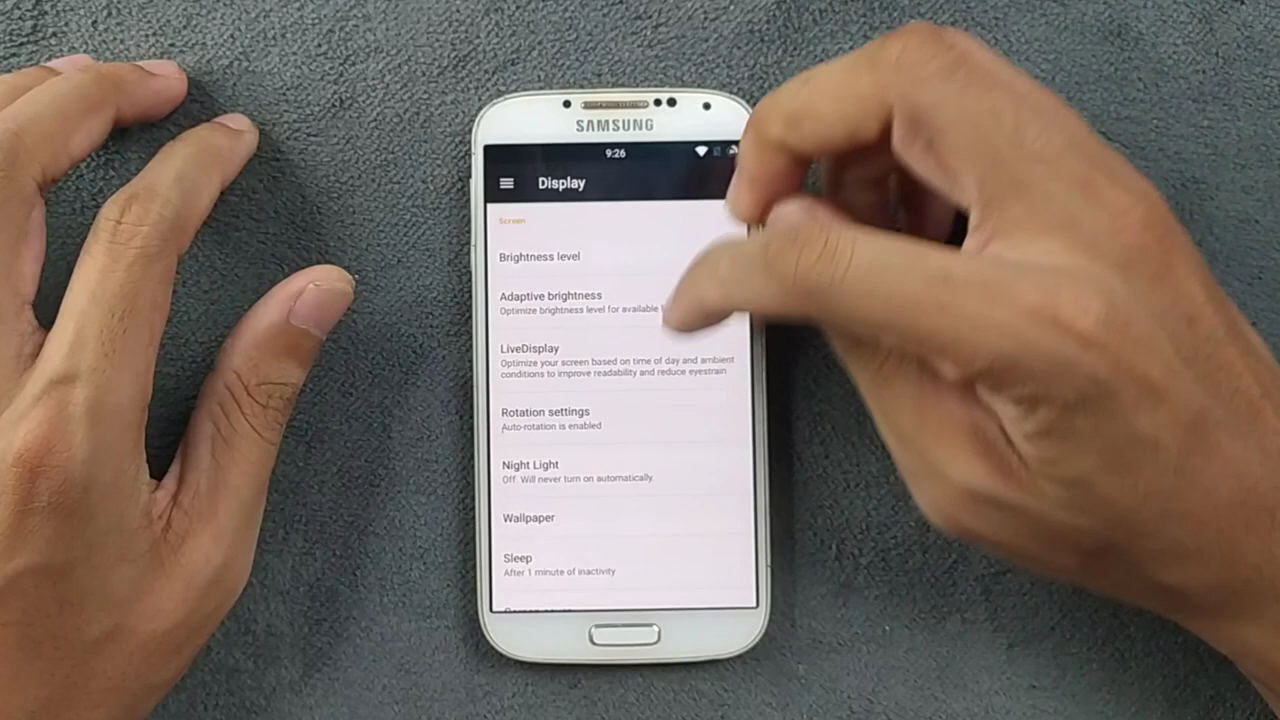 SAMSUNG
9:26
Display
Screen
Brightness level
Adaptive brightness
Optimize brightness level for available
LiveDisplay
Optimize your screen based on time of day and ambient
conditions to improve readability and reduce eyestrain
Rotation settings
Auto-rotation is enabled
Night Light
Off. Will never turn on automatically.
Wallpaper
Sleep
After 1 minute of inactivity